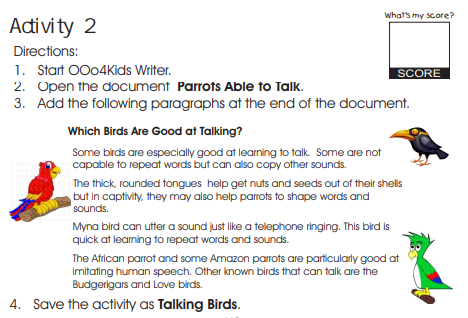 What's my score?
Activity 2
SCORE
Directions:
1. Start OOo4Kids Writer.
2. Open the document Parrots Able to Talk.
3. Add the following paragraphs at the end of the document.
Which Birds Are Good at Talking?
Some birds are especially good at learning to talk. Some are not
capable to repeat words but can also copy other sounds.
The thick, rounded tongues help get nuts and seeds out of their shells
but in captivity, they may also help parrots to shape words and
sounds.
Myna bird can utter a sound just like a telephone ringing. This bird is
quick at learning to repeat words and sounds.
The African parrot and some Amazon parrots are particularly good at
imitating human speech. Other known birds that can talk are the
Budgerigars and Love birds.
4. Save the activity as Talking Birds.